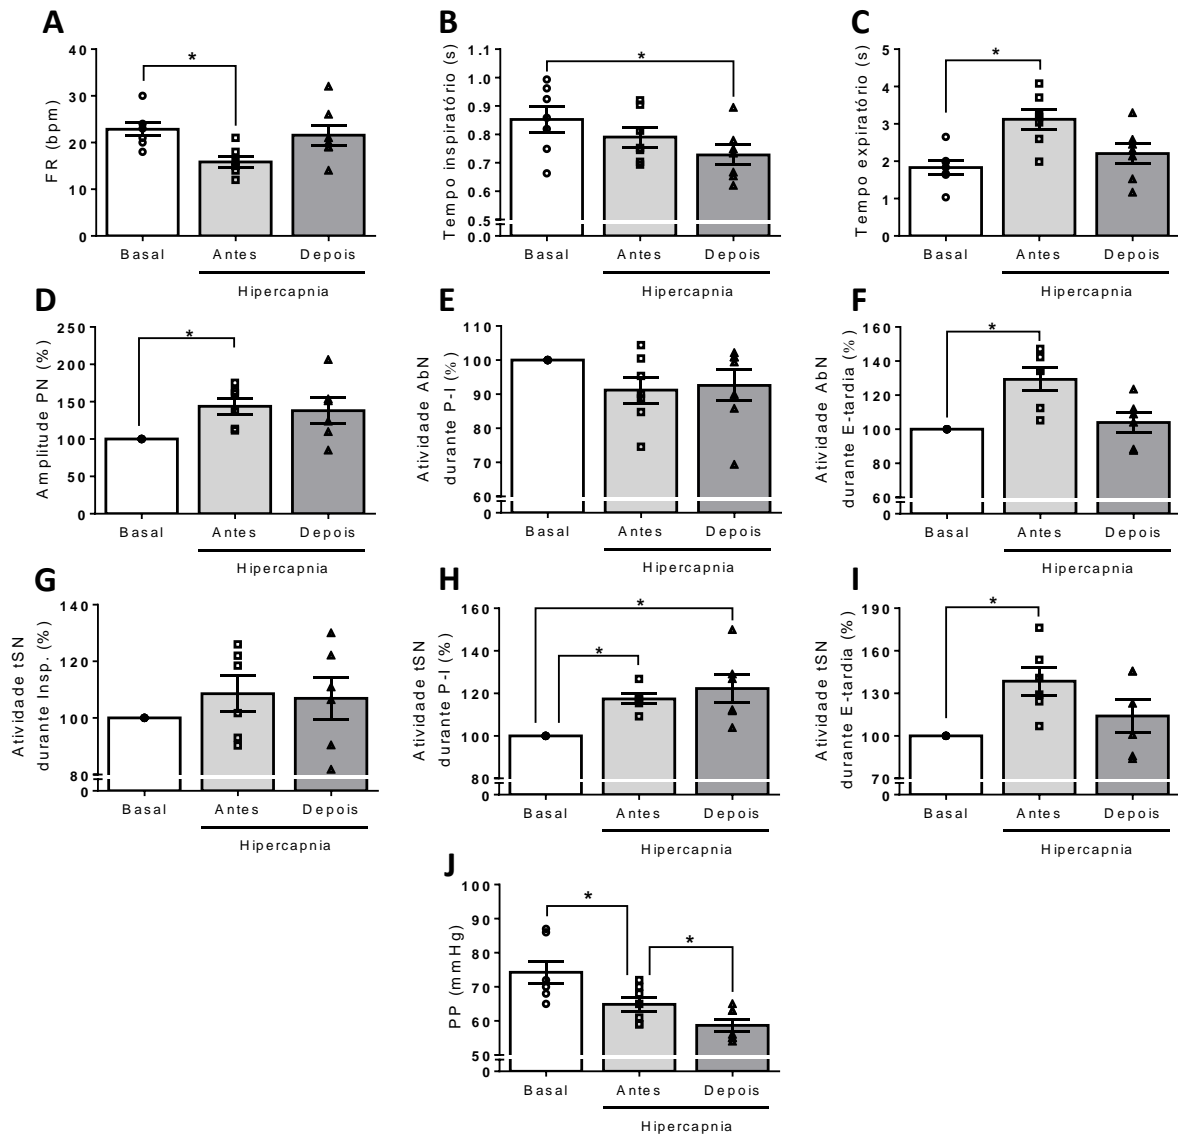 A
FR (bpm)
40
30
20
10
0
*
Basal
Antes
Depois
Hipercapnia
B
Tempo inspiratório (s)
1.1
1.0
0.9
0.8
0.7
0.6
0.5
0.0
*
Basal
Antes
Depois
Hipercapnia
C
Tempo expiratório (s)
5
4
3
2
1
0
*
Basal
Antes
Depois
Hipercapnia
D
Amplitude PN (%)
250
200
150
100
50
0
*
Basal
Antes
Depois
Hipercapnia
E
Atividade AbN
durante P-I (%)
110
100
90
80
70
60
0
Basal
Antes
Depois
Hipercapnia
F
Atividade AbN
durante E-tardia (%)
160
140
120
100
80
60
0
*
Basal
Antes
Depois
Hipercapnia
G
Atividade tSN
durante Insp. (%)
140
120
100
80
0
Basal
Antes
Depois
Hipercapnia
H
Atividade tSN
durante P-I (%)
160
140
120
100
80
0
*
*
Basal
Antes
Depois
Hipercapnia
I
Atividade tSN
durante E-tardia (%)
190
160
130
100
70
0
*
Basal
Antes
Depois
Hipercapnia
J
PP (mmHg)
100
90
80
70
60
50
0
*
*
Basal
Antes
Depois
Hipercapnia